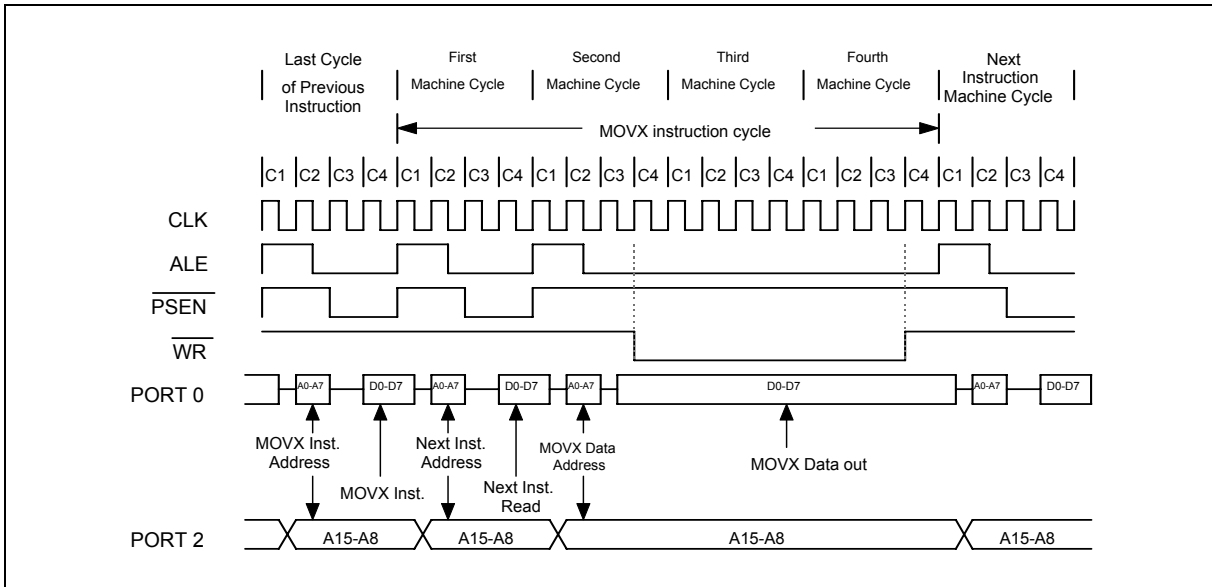 Last Cycle
of Previous
Instruction
First
Machine Cycle
Second
Machine Cycle
Third
Machine Cycle
Fourth
Machine Cycle
Next
Instruction
Machine Cycle
MOVX instruction cycle
C1 C2 C3 C4 C1 C2 C3 C4 C1 C2 C3 C4 C1 C2 C3 C4 C1 C2 C3 C4 C1 C2 C3 C4
CLK
ALE
PSEN
WR
PORT 0
A0-A7 D0-D7 A0-A7 D0-D7 A0-A7 D0-D7 A0-A7 D0-D7
MOVX Inst.
Address
MOVX Inst.
Next Inst.
Address
Next Inst.
Read
MOVX Data
Address
MOVX Data out
PORT 2
A15-A8 A15-A8 A15-A8 A15-A8